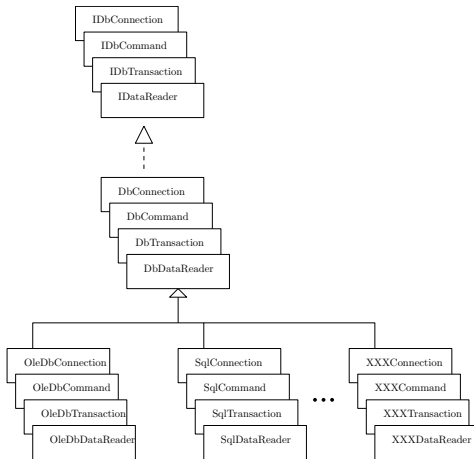 IDbConnection
IDbCommand
IDbTransaction
IDataReader
DbConnection
DbCommand
DbTransaction
DbDataReader
OleDbConnection
OleDbCommand
OleDbTransaction
OleDbDataReader
SqlConnection
SqlCommand
SqlTransaction
SqlDataReader
...
XXXConnection
XXXCommand
XXXTransaction
XXXDataReader